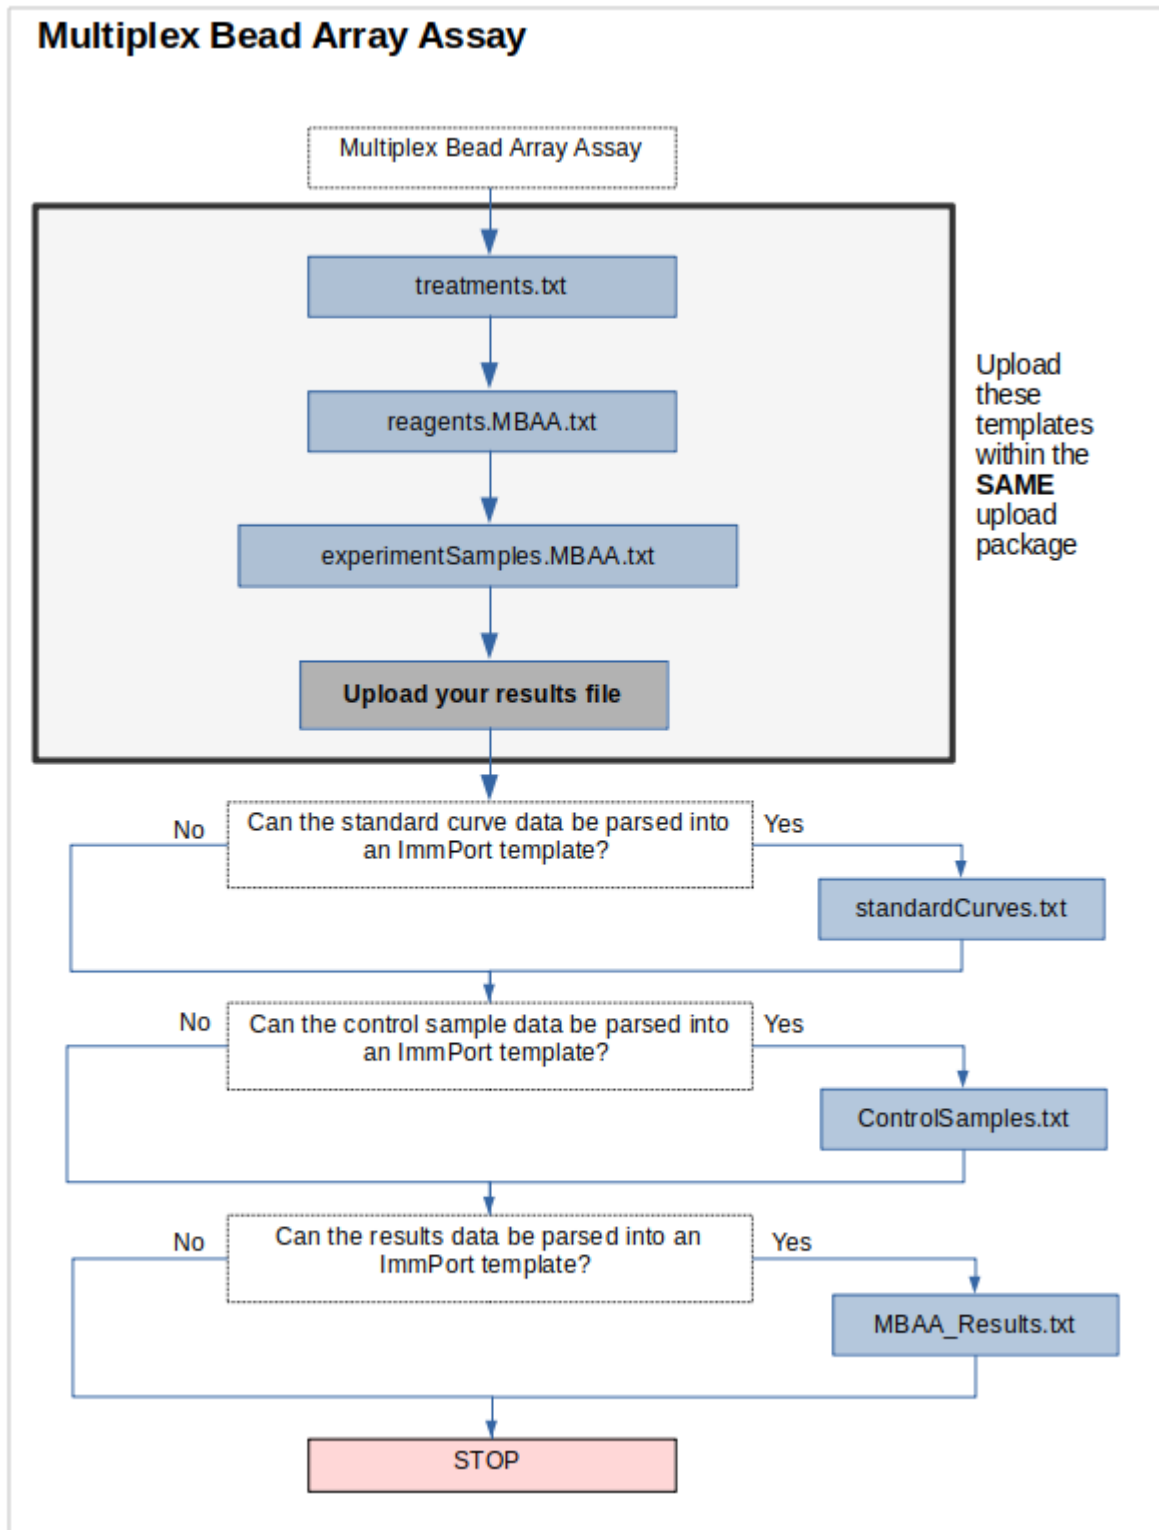 Multiplex Bead Array Assay
Multiplex Bead Array Assay
treatments.txt
reagents.MBAA.txt
experimentSamples.MBAA.txt
Upload your results file
Upload
these
templates
within the
SAME
upload
package
No
Can the standard curve data be parsed into
an ImmPort template?
Yes
standardCurves.txt
No
Can the control sample data be parsed into
an ImmPort template?
Yes
ControlSamples.txt
No
Can the results data be parsed into an
ImmPort template?
Yes
MBAA_Results.txt
STOP